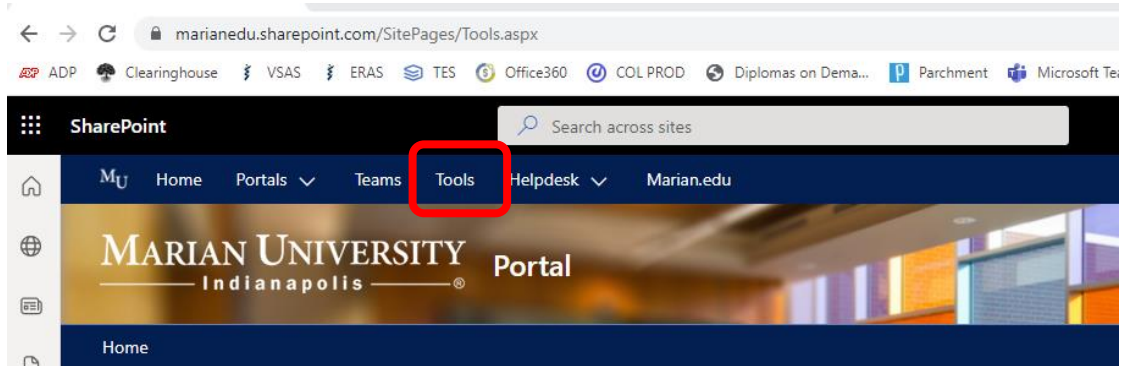 marianedu.sharepoint.com/SitePages/Tools.aspx
ADP Clearinghouse VSAS ERAS TES Office360 COL PROD Diplomas on Dema... Parchment Microsoft Tea
SharePoint Search across sites
MU Home Portals Teams Tools Helpdesk Marian.edu
MARIAN UNIVERSITY
Indianapolis ®
Portal
Home